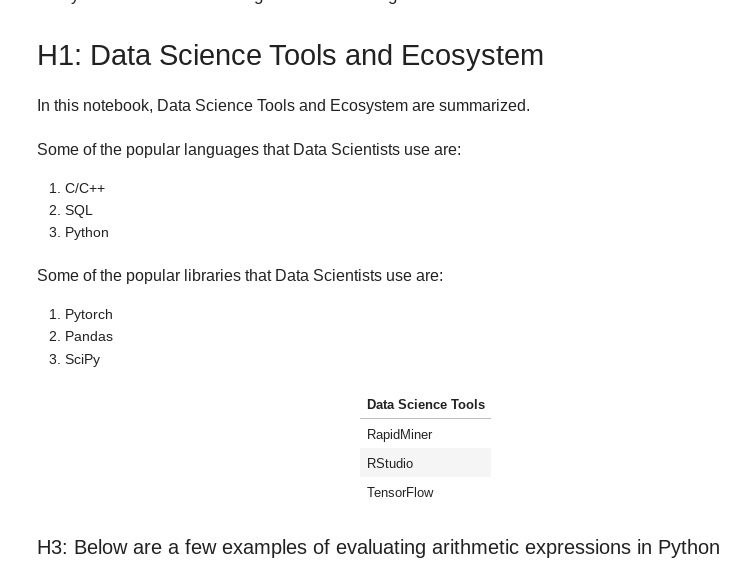 H1: Data Science Tools and Ecosystem
In this notebook, Data Science Tools and Ecosystem are summarized.
Some of the popular languages that Data Scientists use are:
1. C/C++
2. SQL
3. Python
Some of the popular libraries that Data Scientists use are:
1. Pytorch
2. Pandas
3. SciPy
Data Science Tools
RapidMiner
RStudio
TensorFlow
H3: Below are a few examples of evaluating arithmetic expressions in Python